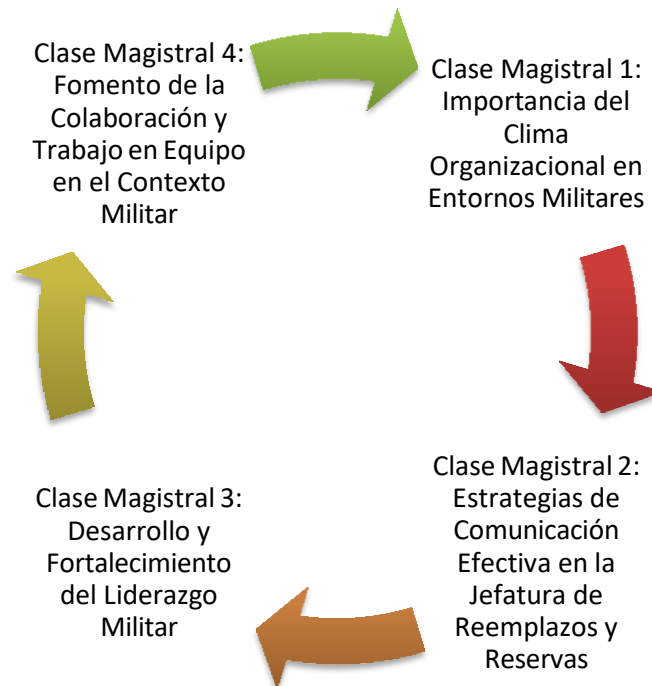 Clase Magistral 1:
Importancia del
Clima
Organizacional en
Entornos Militares
Clase Magistral 2:
Estrategias de
Comunicación
Efectiva en la
Jefatura de
Reemplazos y
Reservas
Clase Magistral 3:
Desarrollo y
Fortalecimiento
del Liderazgo
Militar
Clase Magistral 4:
Fomento de la
Colaboración y
Trabajo en Equipo
en el Contexto
Militar